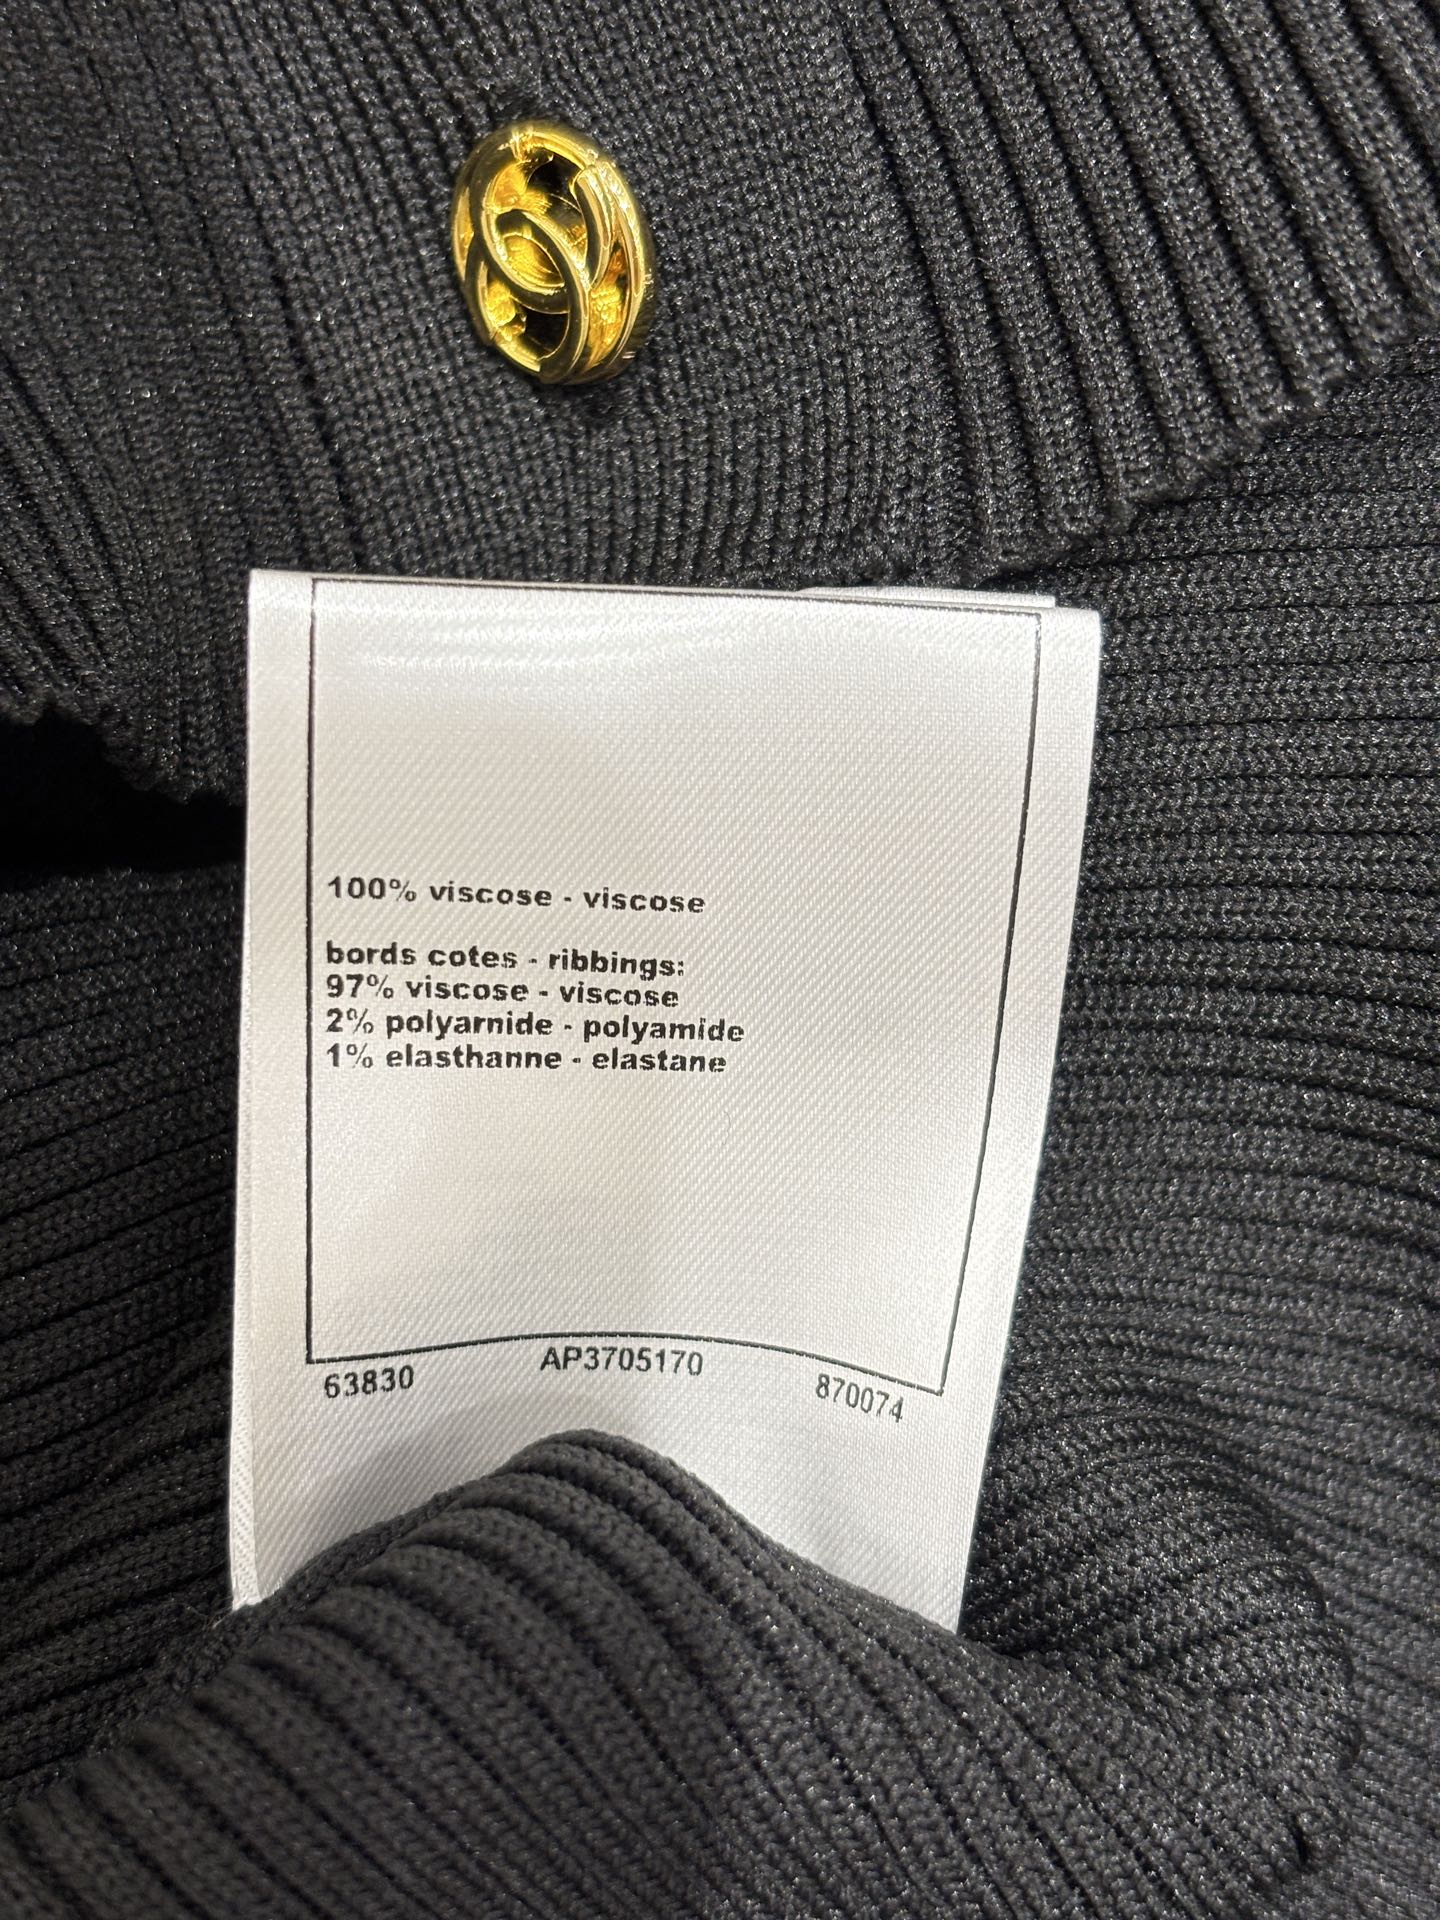 100% viscose - viscose
bords cotes - ribbings:
97% viscose - viscose
2% polyarnide - polyamide
1% elasthanne - elastane
63830 AP3705170 870074